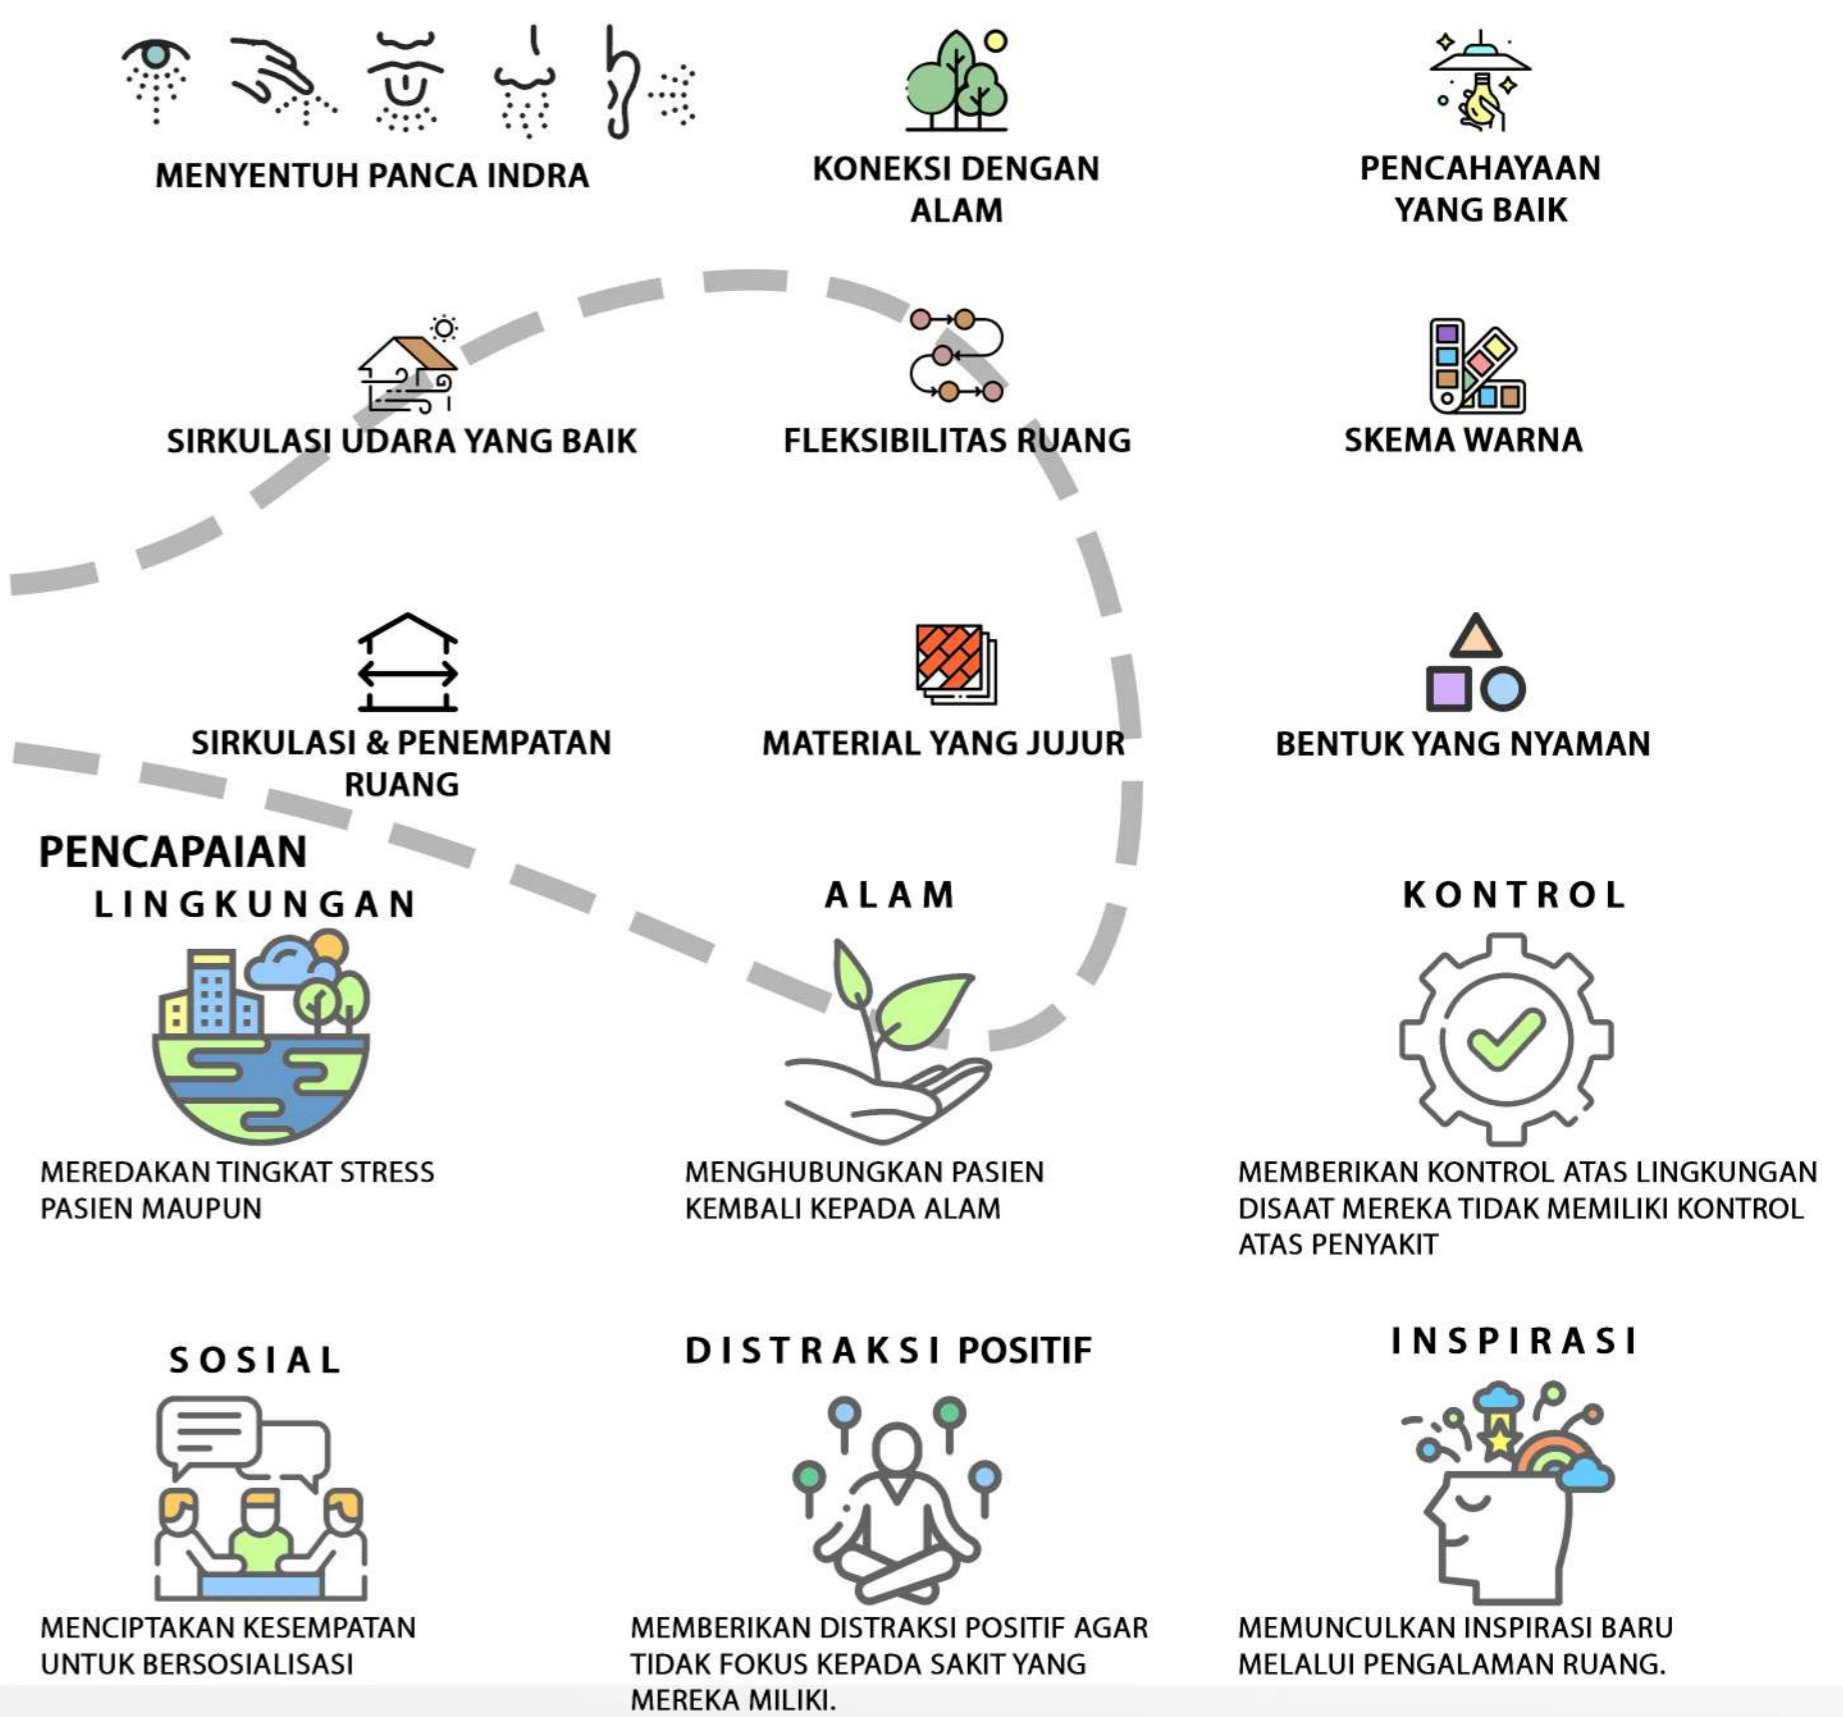 MENYENTUH PANCA INDRA
KONEKSI DENGAN
ALAM
PENCAHAYAAN
YANG BAIK
SIRKULASI UDARA YANG BAIK
FLEKSIBILITAS RUANG
SKEMA WARNA
SIRKULASI & PENEMPATAN
RUANG
MATERIAL YANG JUJUR
BENTUK YANG NYAMAN
PENCAPAIAN
LINGKUNGAN
MEREDAKAN TINGKAT STRESS
PASIEN MAUPUN
ALAM
MENGHUBUNGKAN PASIEN
KEMBALI KEPADA ALAM
KONTROL
MEMBERIKAN KONTROL ATAS LINGKUNGAN
DISAAT MEREKA TIDAK MEMILIKI KONTROL
ATAS PENYAKIT
SOSIAL
MENCIPTAKAN KESEMPATAN
UNTUK BERSOSIALISASI
DISTRAKSI POSITIF
MEMBERIKAN DISTRAKSI POSITIF AGAR
TIDAK FOKUS KEPADA SAKIT YANG
MEREKA MILIKI.
INSPIRASI
MEMUNCULKAN INSPIRASI BARU
MELALUI PENGALAMAN RUANG.